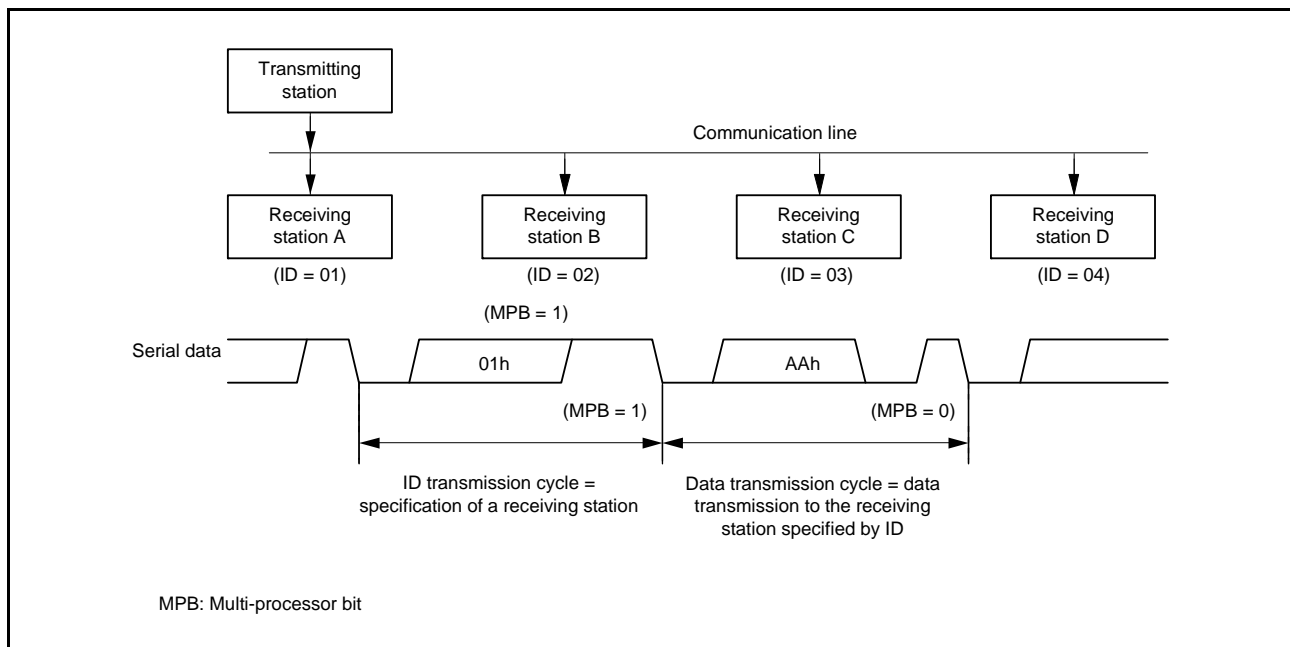 Transmitting
station
Communication line
Receiving
station A
Receiving
station B
Receiving
station C
Receiving
station D
(ID = 01)
(ID = 02)
(ID = 03)
(ID = 04)
(MPB = 1)
Serial data
01h
AAh
(MPB = 1)
(MPB = 0)
ID transmission cycle =
specification of a receiving station
Data transmission cycle = data
transmission to the receiving
station specified by ID
MPB: Multi-processor bit